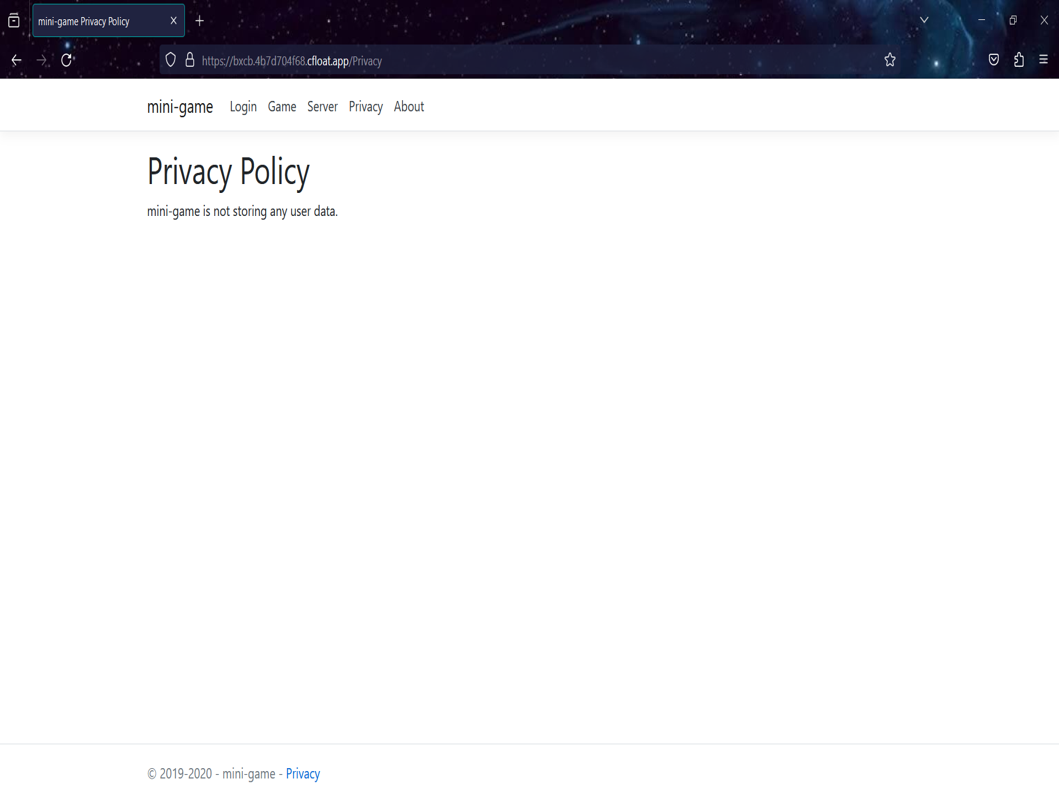 mini-game Privacy Policy
https://bxcb.4b7d704f68.cfloat.app/Privacy
mini-game Login Game Server Privacy About
Privacy Policy
mini-game is not storing any user data.
© 2019-2020 - mini-game - Privacy